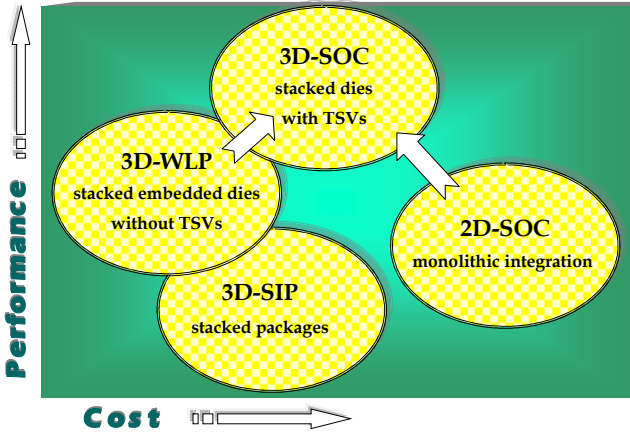 3D-SOC
stacked dies
with TSVs
3D-WLP
stacked embedded dies
without TSVs
2D-SOC
monolithic integration
3D-SIP
stacked packages
Performance
Cost